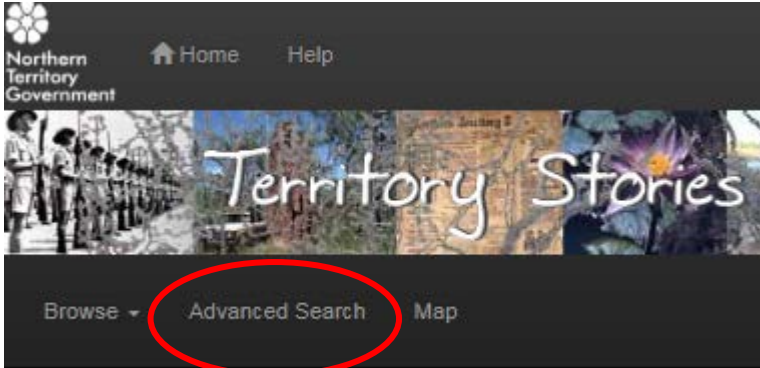 Northern
Territory
Government
Home Help
Territory Stories
Browse Advanced Search Map